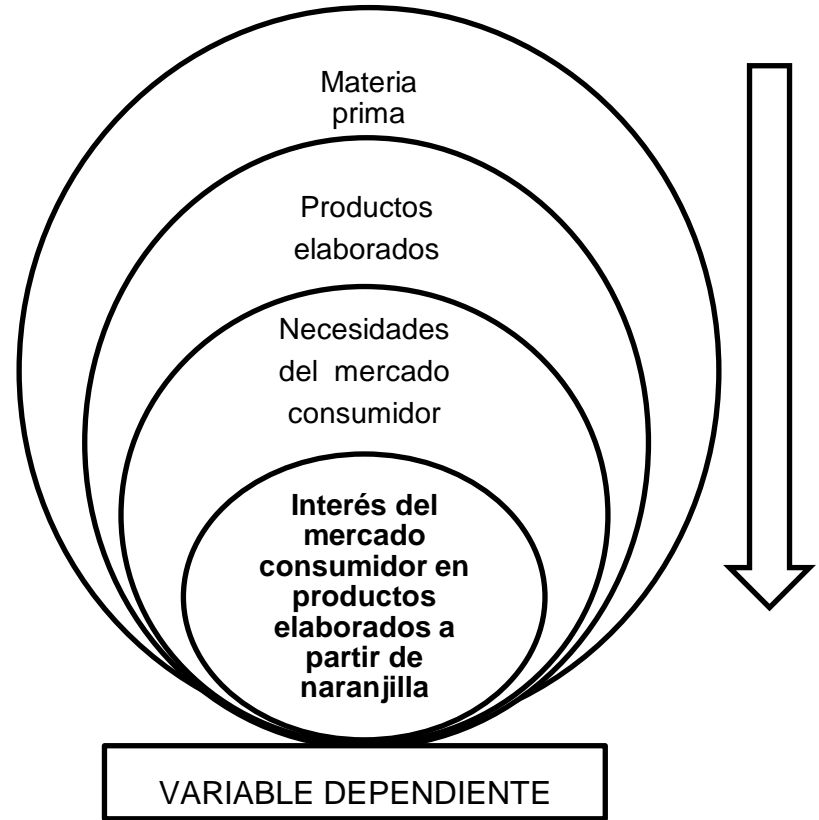 Materia
prima
Productos
elaborados
Necesidades
del mercado
consumidor
Interés del
mercado
consumidor en
productos
elaborados a
partir de
naranjilla
VARIABLE DEPENDIENTE